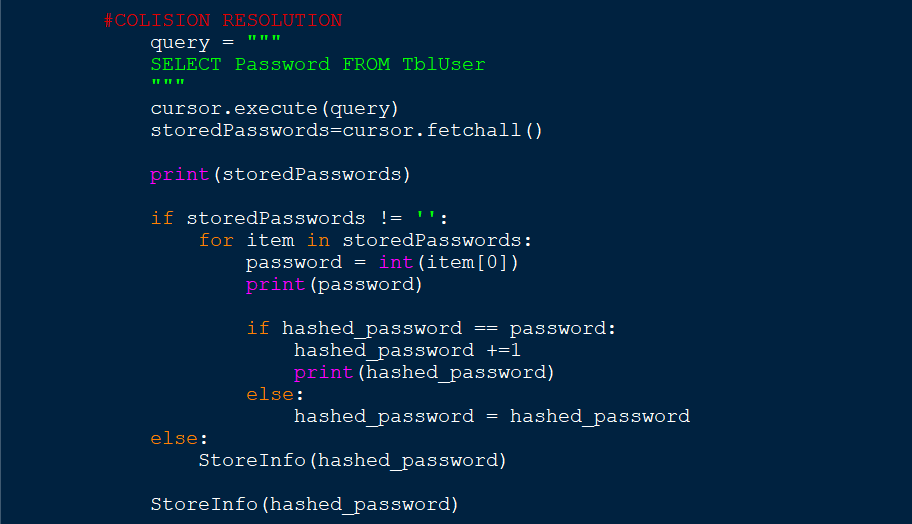 #COLISION RESOLUTION
query = """
SELECT Password FROM TblUser
"""
cursor.execute(query)
storedPasswords=cursor.fetchall()
print(storedPasswords)
if storedPasswords != '':
for item in storedPasswords:
password = int(item[0])
print(password)
if hashed_password == password:
hashed_password +=1
print(hashed_password)
else:
hashed_password = hashed_password
else:
StoreInfo(hashed_password)
StoreInfo(hashed_password)